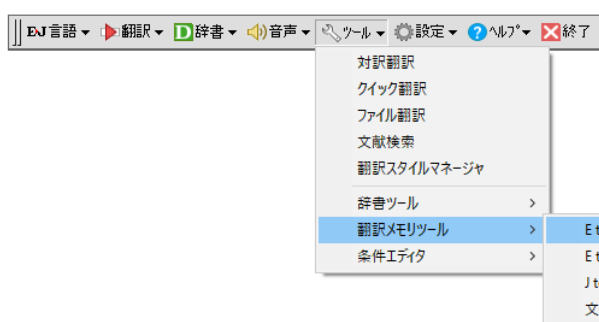 EJ 言語 翻訳 D 辞書 音声 ツール 設定 ? ヘルプ 終了
対訳翻訳
クイック翻訳
ファイル翻訳
文献検索
翻訳スタイルマネージャ
辞書ツール >
翻訳メモリツール >
E t
条件エディタ >
E t
J t
文